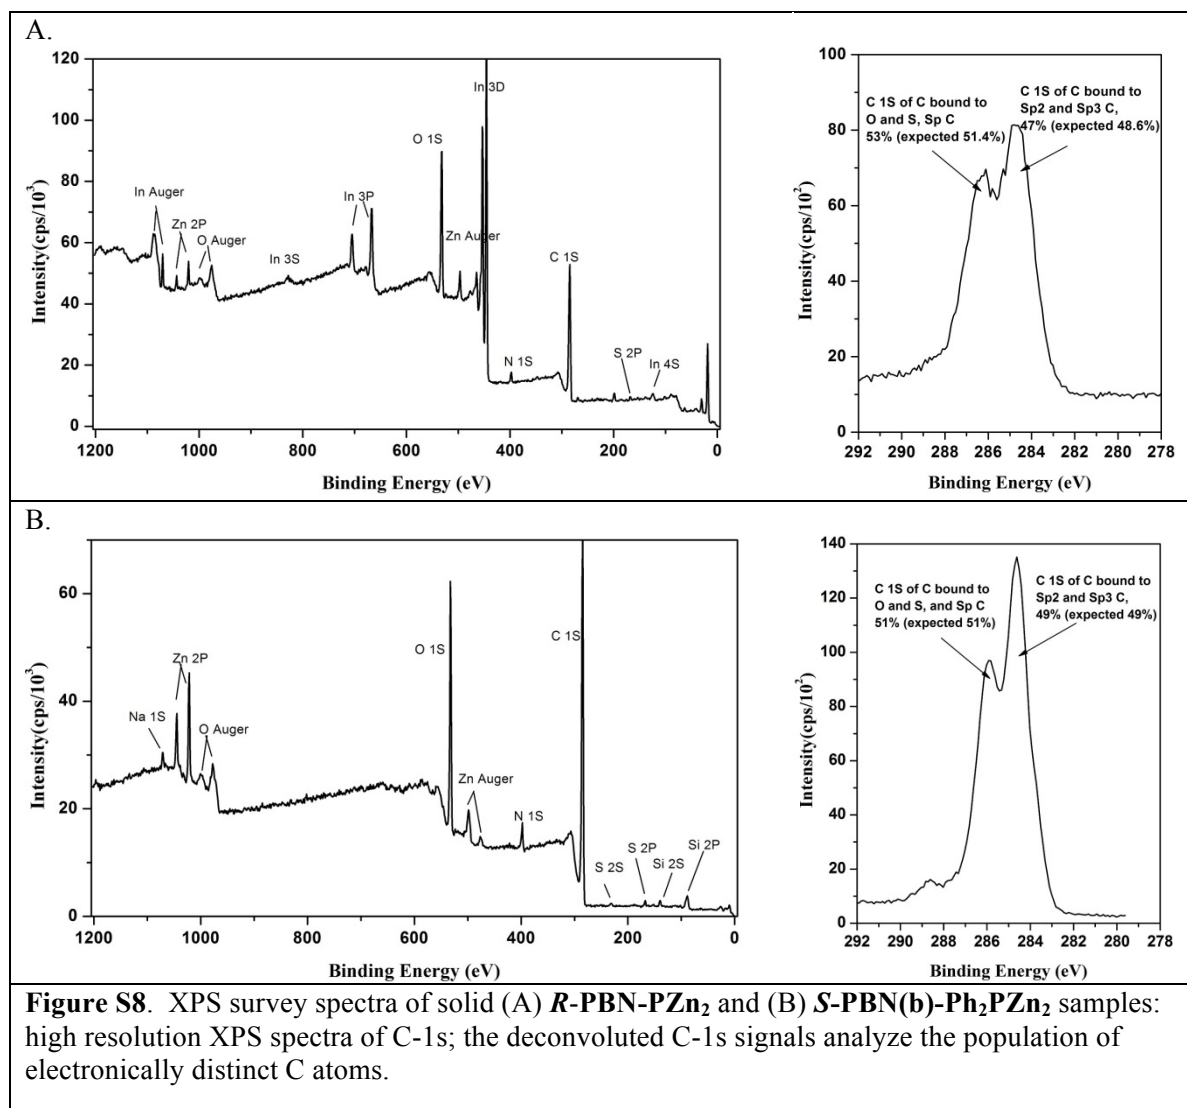 A.
120
100
80
60
40
20
0
Intensity(cps/10³)
In Auger
Zn 2P
O Auger
In 3S
In 3P
O 1S
Zn Auger
In 3D
N 1S
C 1S
S 2P
In 4S
1200
1000
800
600
400
200
0
Binding Energy (eV)
100
90
80
70
60
50
40
30
20
10
0
Intensity(cps/10²)
C 1S of C bound to
O and S, Sp C
53% (expected 51.4%)
C 1S of C bound to
Sp2 and Sp3 C,
47% (expected 48.6%)
292
290
288
286
284
282
280
278
Binding Energy (eV)
B.
60
40
20
0
Intensity(cps/10³)
Na 1S
Zn 2P
O Auger
O 1S
Zn Auger
N 1S
C 1S
S 2S
S 2P
Si 2S
Si 2P
1200
1000
800
600
400
200
0
Binding Energy (eV)
140
120
100
80
60
40
20
0
Intensity(cps/10²)
C 1S of C bound to
O and S, and Sp C
51% (expected 51%)
C 1S of C bound to
Sp2 and Sp3 C,
49% (expected 49%)
292
290
288
286
284
282
280
278
Binding Energy (eV)
Figure S8. XPS survey spectra of solid (A) R-PBN-PZn₂ and (B) S-PBN(b)-Ph₂PZn₂ samples:
high resolution XPS spectra of C-1s; the deconvoluted C-1s signals analyze the population of
electronically distinct C atoms.